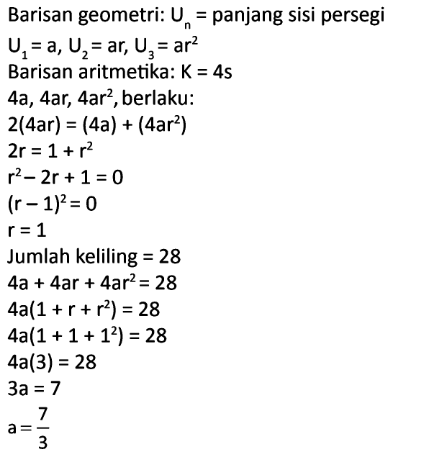 Barisan geometri: Uₙ = panjang sisi persegi
U₁ = a, U₂ = ar, U₃ = ar²
Barisan aritmetika: K = 4s
4a, 4ar, 4ar², berlaku:
2(4ar) = (4a) + (4ar²)
2r = 1 + r²
r² – 2r + 1 = 0
(r – 1)² = 0
r = 1
Jumlah keliling = 28
4a + 4ar + 4ar² = 28
4a(1 + r + r²) = 28
4a(1 + 1 + 1²) = 28
4a(3) = 28
3a = 7
a = 7/3